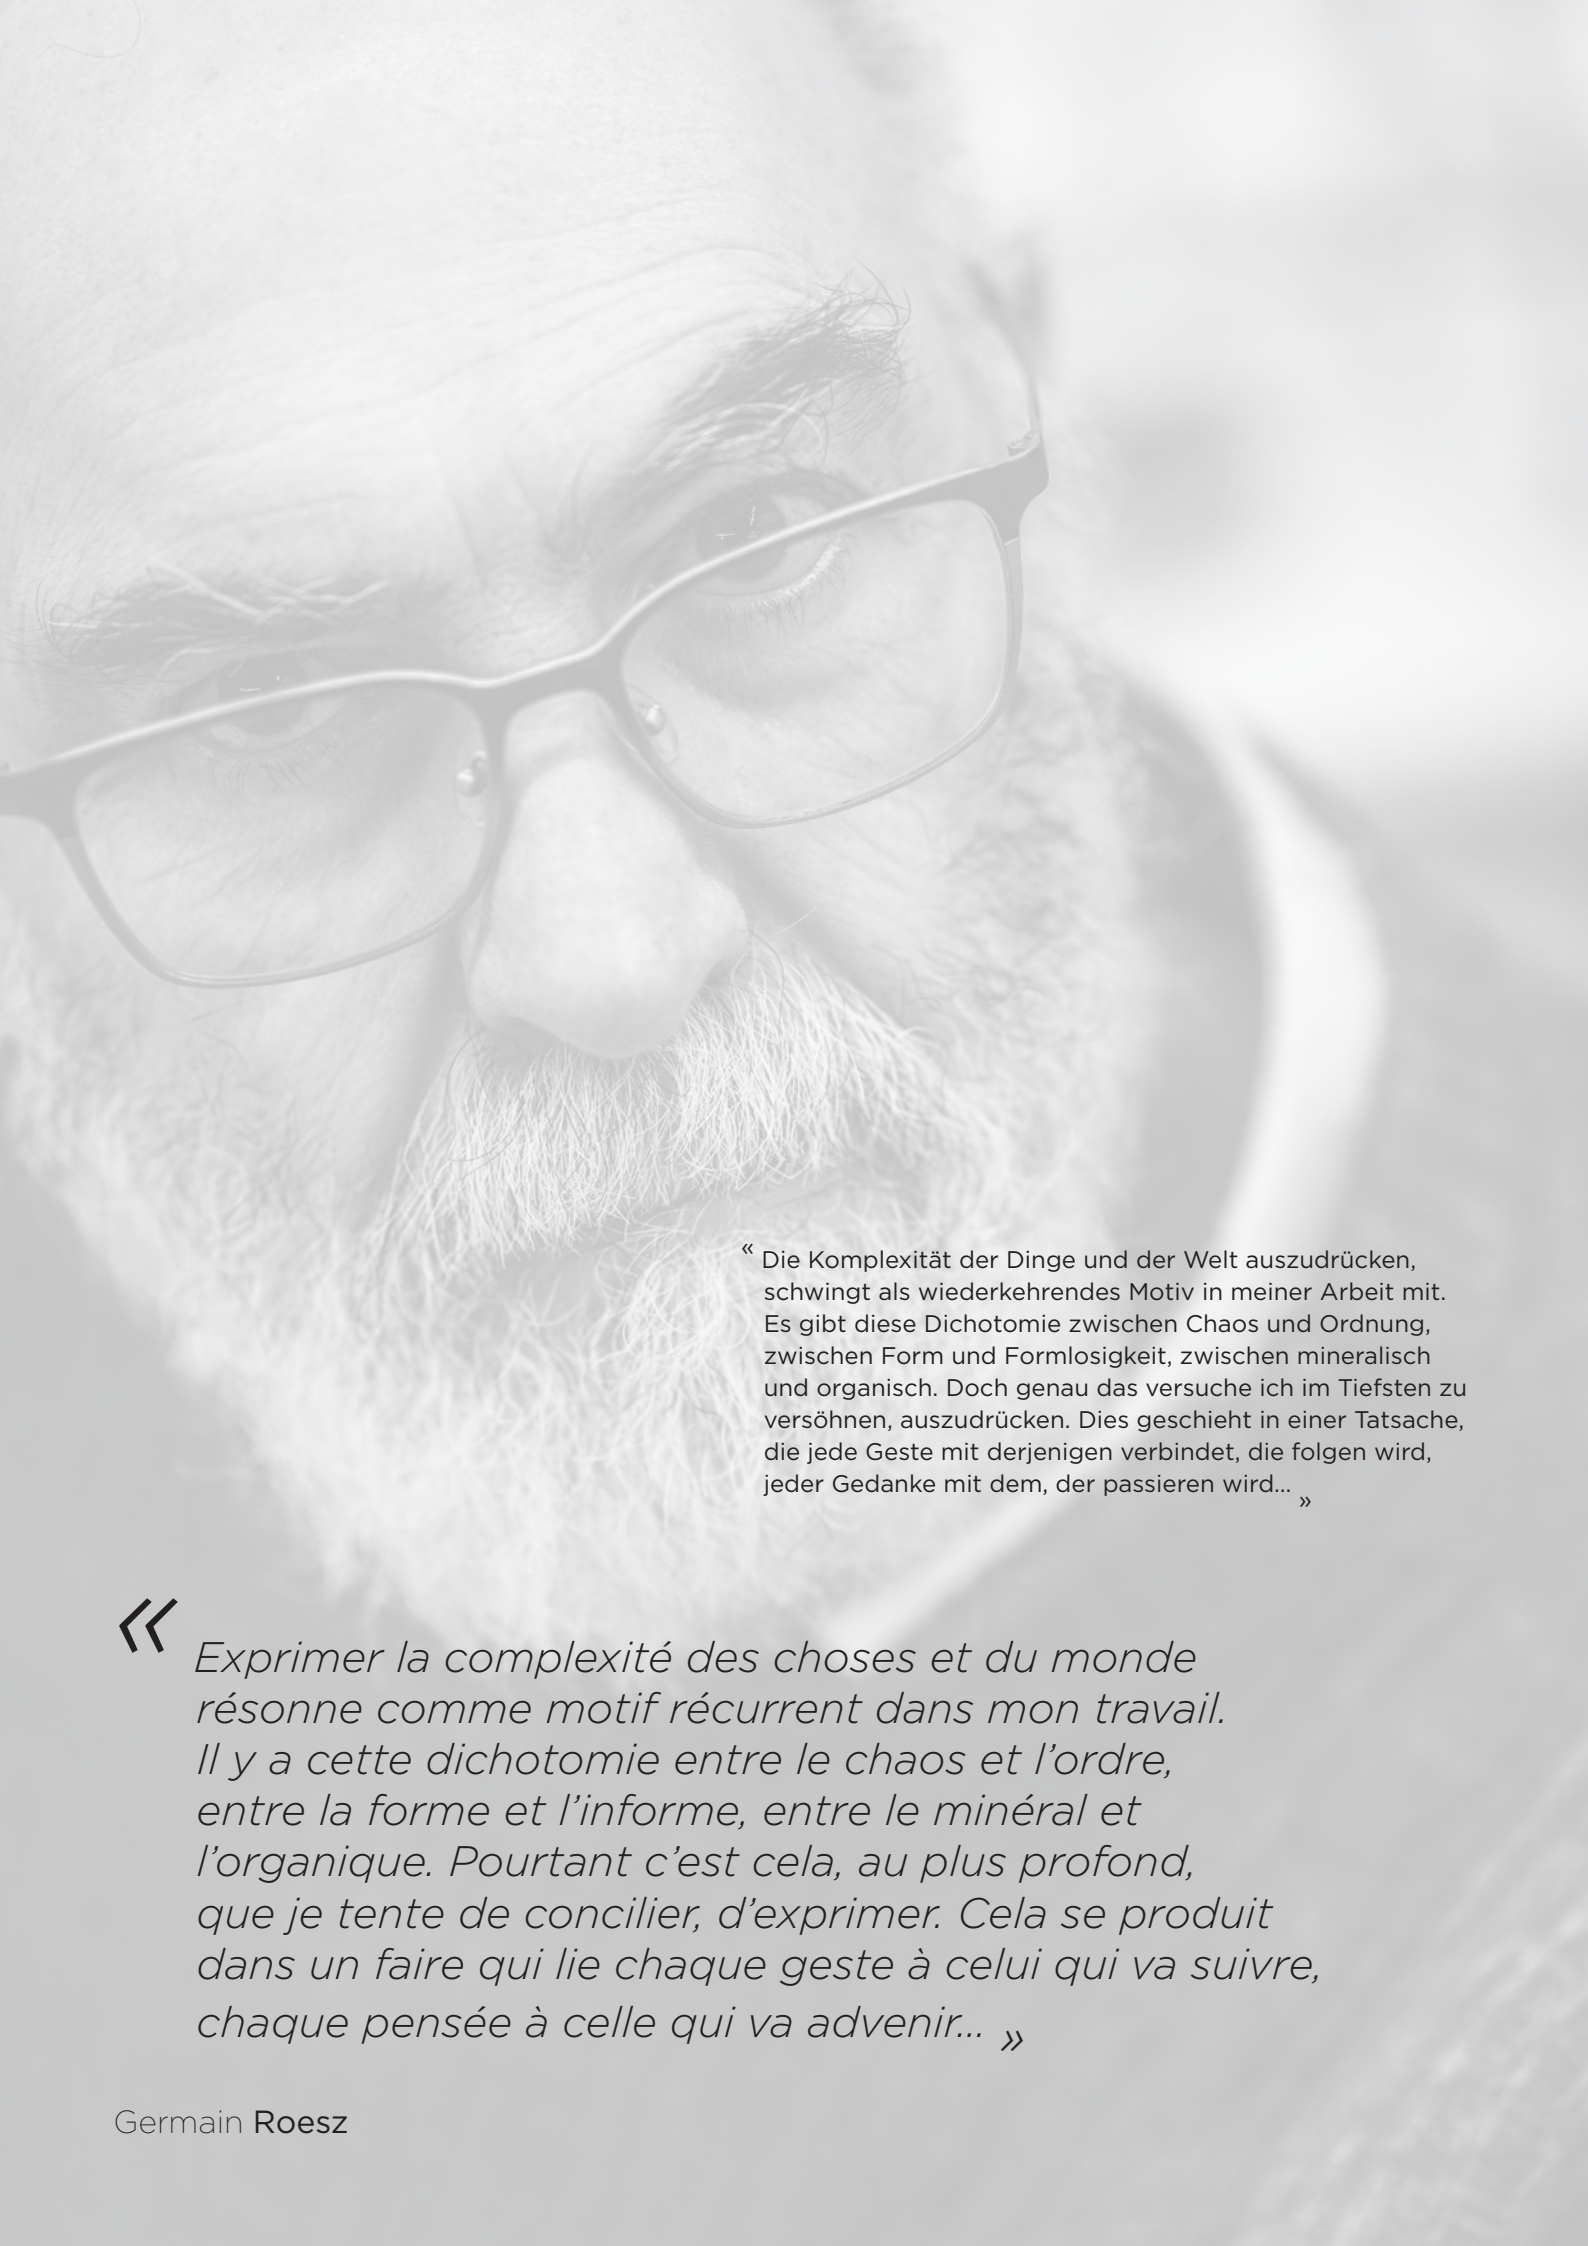 « Die Komplexität der Dinge und der Welt auszudrücken,
schwingt als wiederkehrendes Motiv in meiner Arbeit mit.
Es gibt diese Dichotomie zwischen Chaos und Ordnung,
zwischen Form und Formlosigkeit, zwischen mineralisch
und organisch. Doch genau das versuche ich im Tiefsten zu
versöhnen, auszudrücken. Dies geschieht in einer Tatsache,
die jede Geste mit derjenigen verbindet, die folgen wird,
jeder Gedanke mit dem, der passieren wird... »
« Exprimer la complexité des choses et du monde
résonne comme motif récurrent dans mon travail.
Il y a cette dichotomie entre le chaos et l’ordre,
entre la forme et l’informe, entre le minéral et
l’organique. Pourtant c’est cela, au plus profond,
que je tente de concilier, d’exprimer. Cela se produit
dans un faire qui lie chaque geste à celui qui va suivre,
chaque pensée à celle qui va advenir... »
Germain Roesz